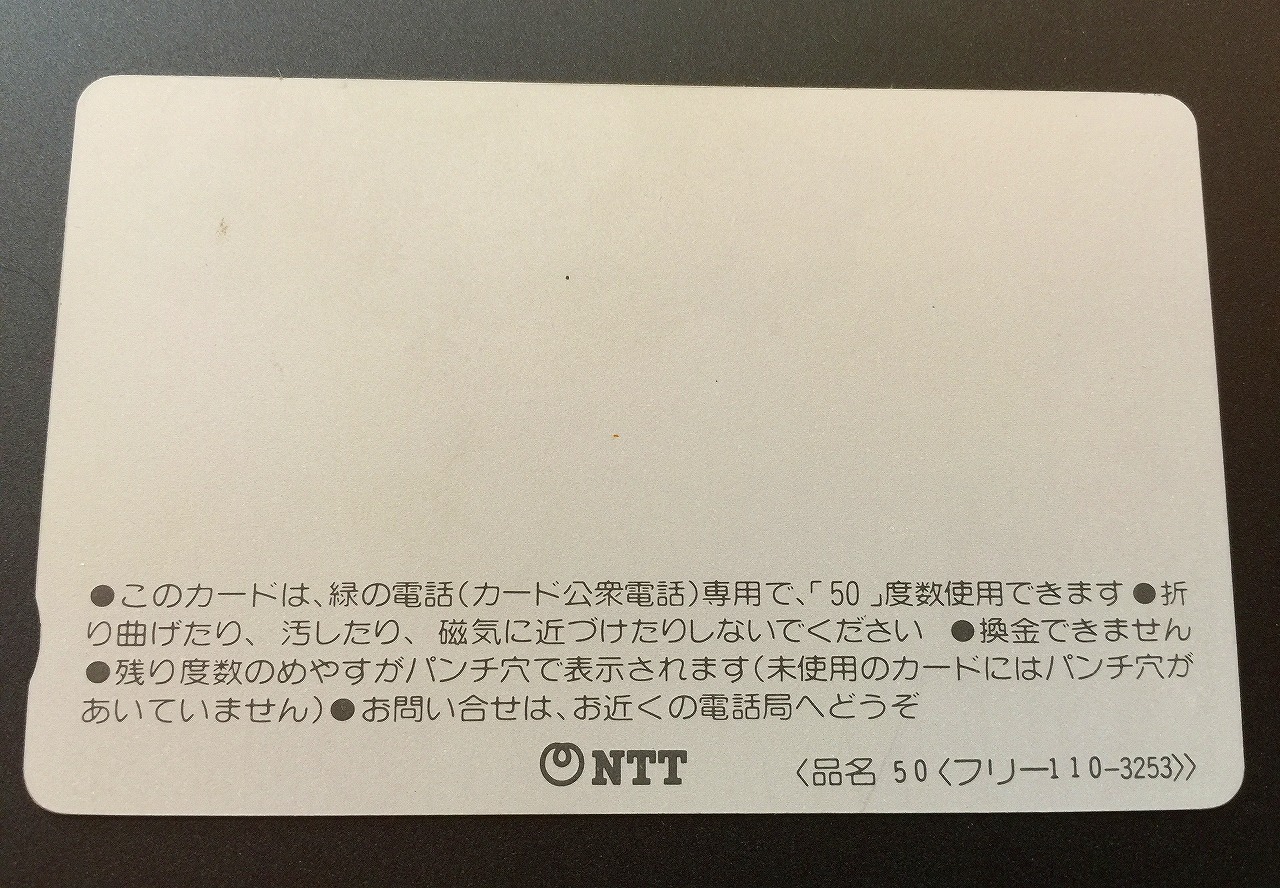 ●このカードは、緑の電話(カード公衆電話)専用で、「50」度数使用できます ●折
り曲げたり、汚したり、磁気に近づけたりしないでください ●換金できません
●残り度数のめやすがパンチ穴で表示されます(未使用のカードにはパンチ穴が
あいていません)●お問い合せは、お近くの電話局へどうぞ
NTT 〈品名 50〈フリー110-3253〉〉